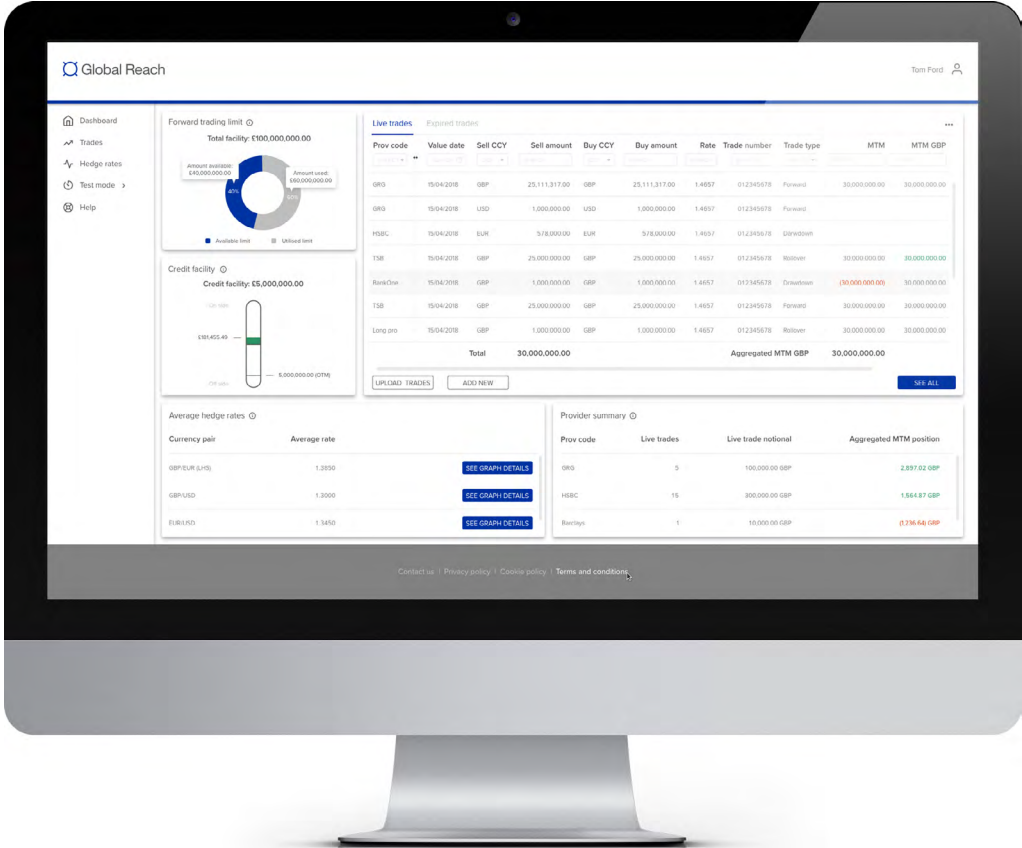 Global Reach
Tom Ford
Dashboard
Trades
Hedge rates
Test mode
Help
Forward trading limit
Total facility: £100,000,000.00
Amount available:
£40,000,000.00
Amount used:
£60,000,000.00
40%
60%
Available limit Utilised limit
Credit facility
Credit facility: £5,000,000.00
£181,455.49
5,000,000.00 (OTM)
Live trades Expired trades
Prov code Value date Sell CCY Sell amount Buy CCY Buy amount Rate Trade number Trade type MTM MTM GBP
GRG 15/04/2018 GBP 25,111,317.00 GBP 25,111,317.00 1.4657 012345678 Forward 30,000,000.00 30,000,000.00
GRG 15/04/2018 USD 1,000,000.00 USD 1,000,000.00 1.4657 012345678 Forward
HSBC 15/04/2018 EUR 578,000.00 EUR 578,000.00 1.4657 012345678 Drawdown
TSB 15/04/2018 GBP 25,000,000.00 GBP 25,000,000.00 1.4657 012345678 Rollover 30,000,000.00 30,000,000.00
BankOne 15/04/2018 GBP 1,000,000.00 GBP 1,000,000.00 1.4657 012345678 Drawdown (30,000,000.00) 30,000,000.00
TSB 15/04/2018 GBP 25,000,000.00 GBP 25,000,000.00 1.4657 012345678 Forward 30,000,000.00 30,000,000.00
Long pro 15/04/2018 GBP 1,000,000.00 GBP 1,000,000.00 1.4657 012345678 Rollover 30,000,000.00 30,000,000.00
Total 30,000,000.00 Aggregated MTM GBP 30,000,000.00
UPLOAD TRADES ADD NEW SEE ALL
Average hedge rates
Currency pair Average rate
GBP/EUR (LHS) 1.3850 SEE GRAPH DETAILS
GBP/USD 1.3000 SEE GRAPH DETAILS
EUR/USD 1.3450 SEE GRAPH DETAILS
Provider summary
Prov code Live trades Live trade notional Aggregated MTM position
GRG 5 100,000.00 GBP 2,897.02 GBP
HSBC 15 300,000.00 GBP 1,564.87 GBP
Barclays 1 10,000.00 GBP (1,236.64) GBP
Contact us | Privacy policy | Cookie policy | Terms and conditions